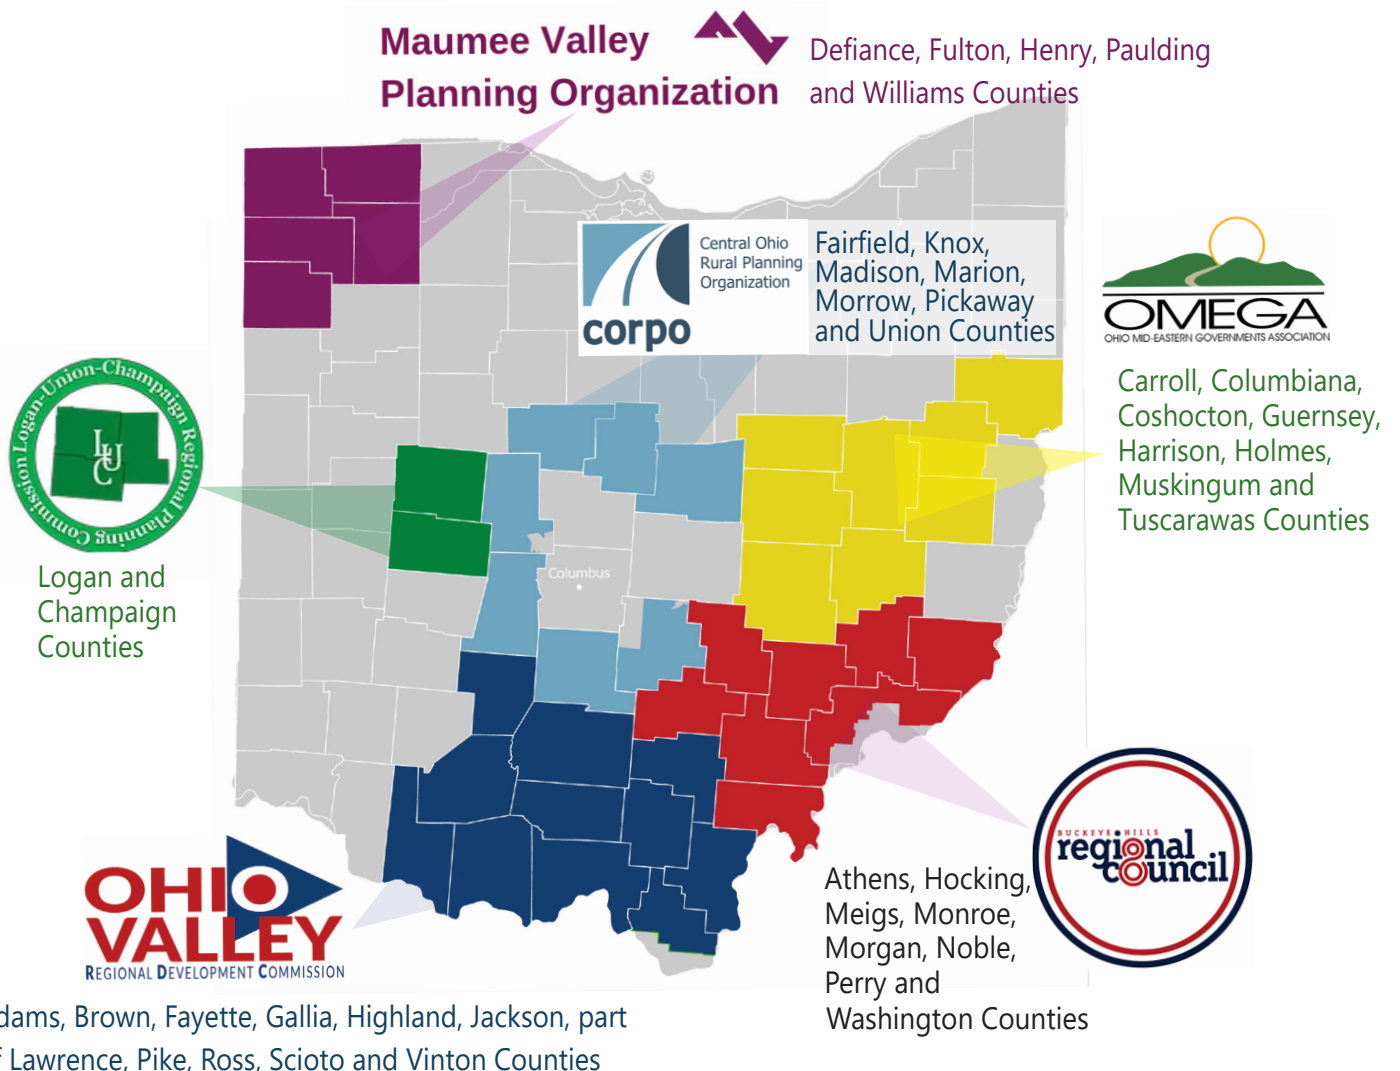 Maumee Valley
Planning Organization
Defiance, Fulton, Henry, Paulding
and Williams Counties
Central Ohio
Rural Planning
Organization
corpo
Fairfield, Knox,
Madison, Marion,
Morrow, Pickaway
and Union Counties
OMEGA
OHIO MID-EASTERN GOVERNMENTS ASSOCIATION
Carroll, Columbiana,
Coshocton, Guernsey,
Harrison, Holmes,
Muskingum and
Tuscarawas Counties
Logan-Union-Champaign Regional Planning Commission
LUC
Logan and
Champaign
Counties
Columbus
BUCKEYE HILLS
regional
council
Athens, Hocking,
Meigs, Monroe,
Morgan, Noble,
Perry and
Washington Counties
OHIO
VALLEY
REGIONAL DEVELOPMENT COMMISSION
dams, Brown, Fayette, Gallia, Highland, Jackson, part
f Lawrence, Pike, Ross, Scioto and Vinton Counties